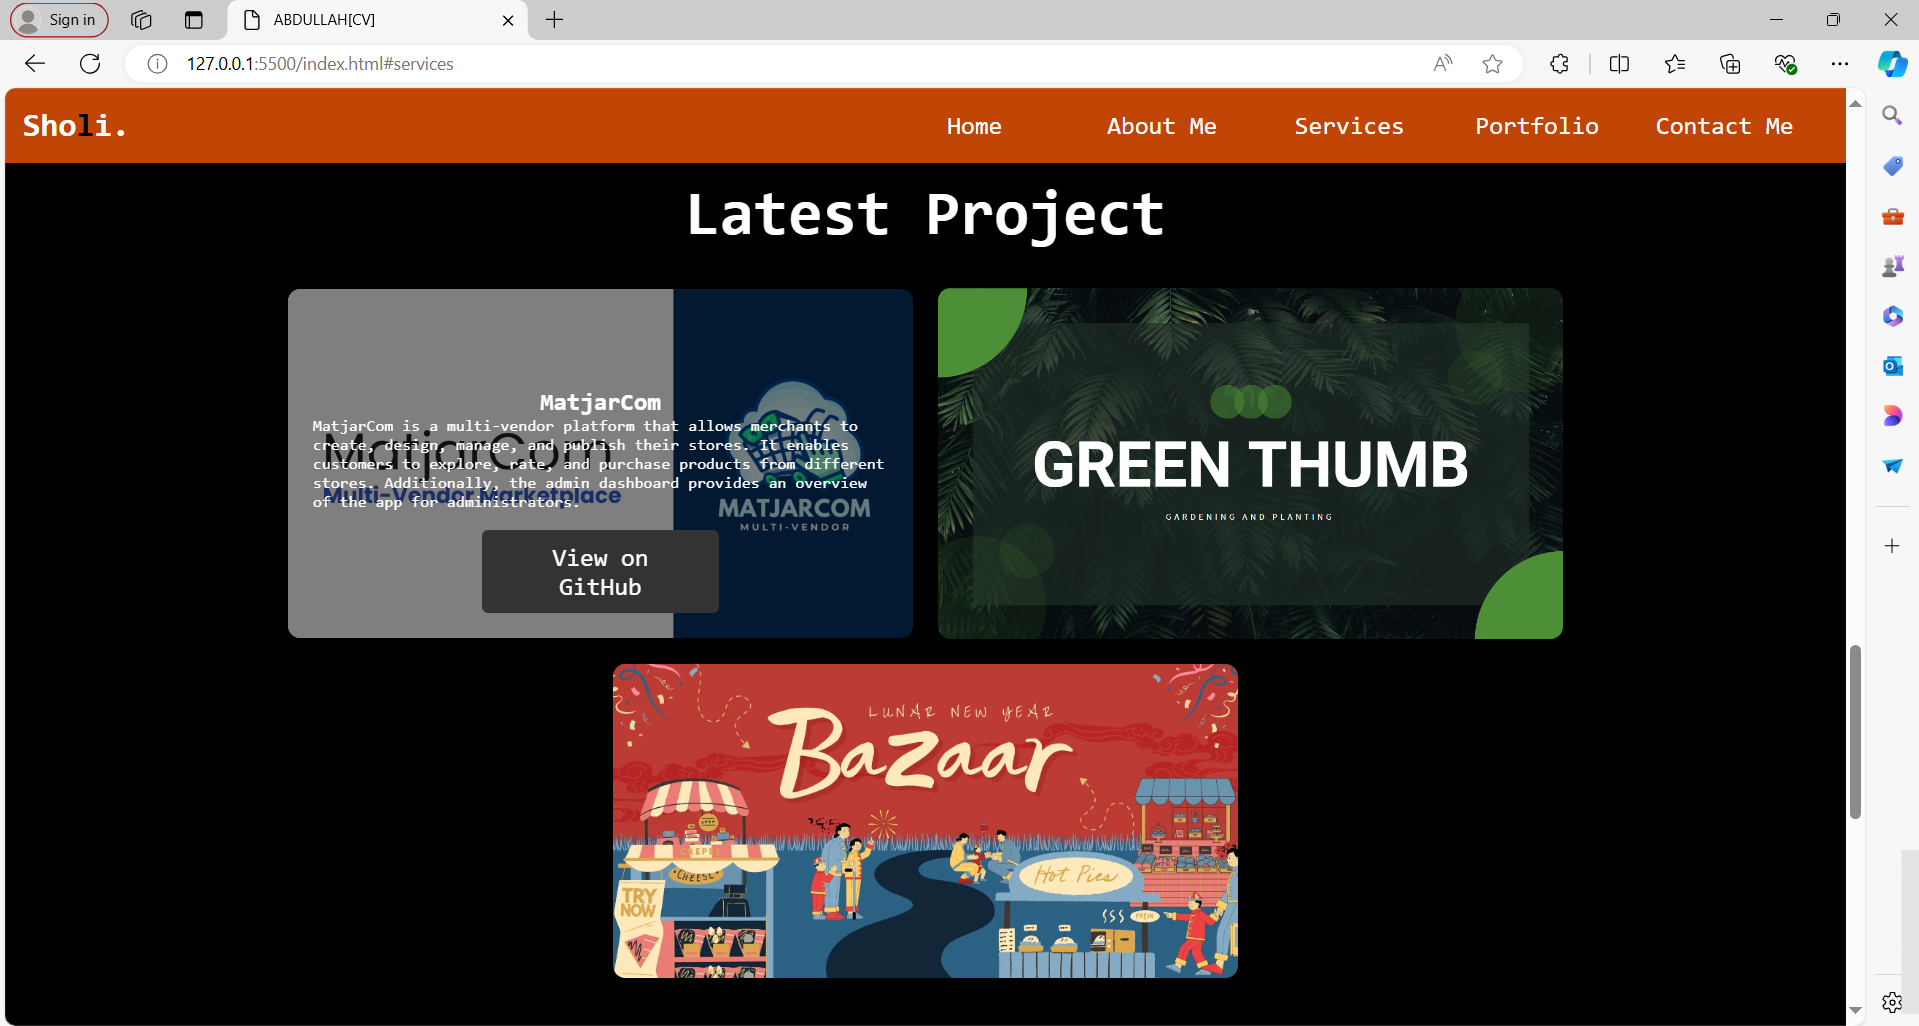 Sign in
ABDULLAH[CV]
127.0.0.1:5500/index.html#services
Sholi.
Home
About Me
Services
Portfolio
Contact Me
Latest Project
MatjarCom
MatjarCom is a multi-vendor platform that allows merchants to
create, design, manage, and publish their stores. It enables
customers to explore, rate, and purchase products from different
stores. Additionally, the admin dashboard provides an overview
of the app for administrators.
MatjarCom
Multi-Vendor Marketplace
View on
GitHub
MATJARCOM
MULTI-VENDOR
GREEN THUMB
GARDENING AND PLANTING
LUNAR NEW YEAR
Bazaar
OPEN
CREPES
CHEESE
TRY
NOW
Hot Pies
FRESH